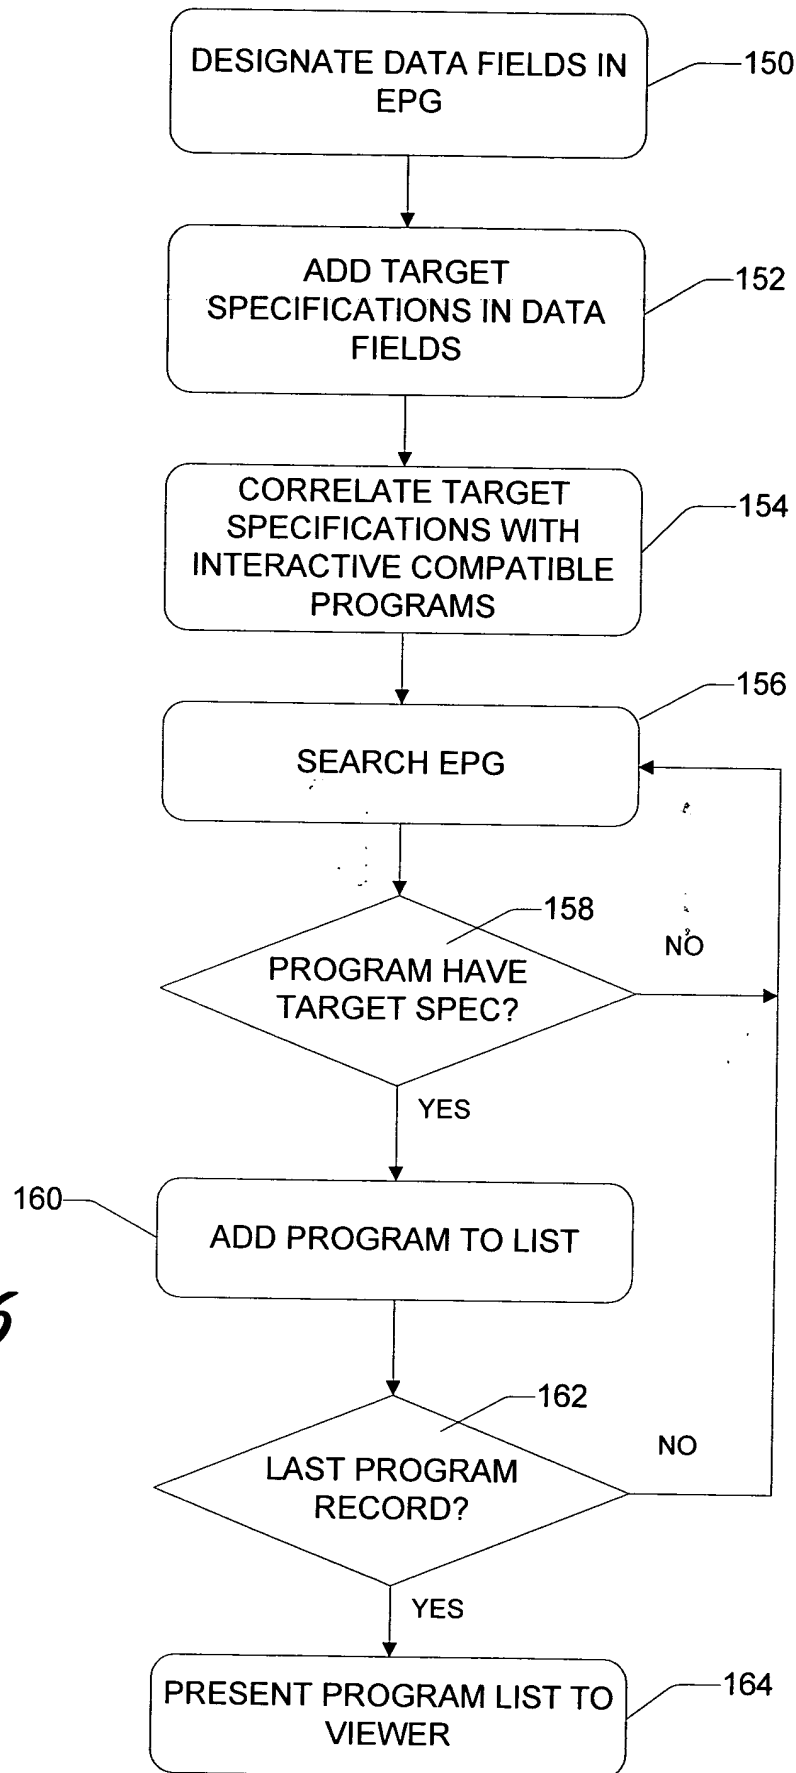 DESIGNATE DATA FIELDS IN
EPG
150
ADD TARGET
SPECIFICATIONS IN DATA
FIELDS
152
CORRELATE TARGET
SPECIFICATIONS WITH
INTERACTIVE COMPATIBLE
PROGRAMS
154
156
SEARCH EPG
158
PROGRAM HAVE
TARGET SPEC?
NO
YES
160
ADD PROGRAM TO LIST
6
162
LAST PROGRAM
RECORD?
NO
YES
PRESENT PROGRAM LIST TO
VIEWER
164